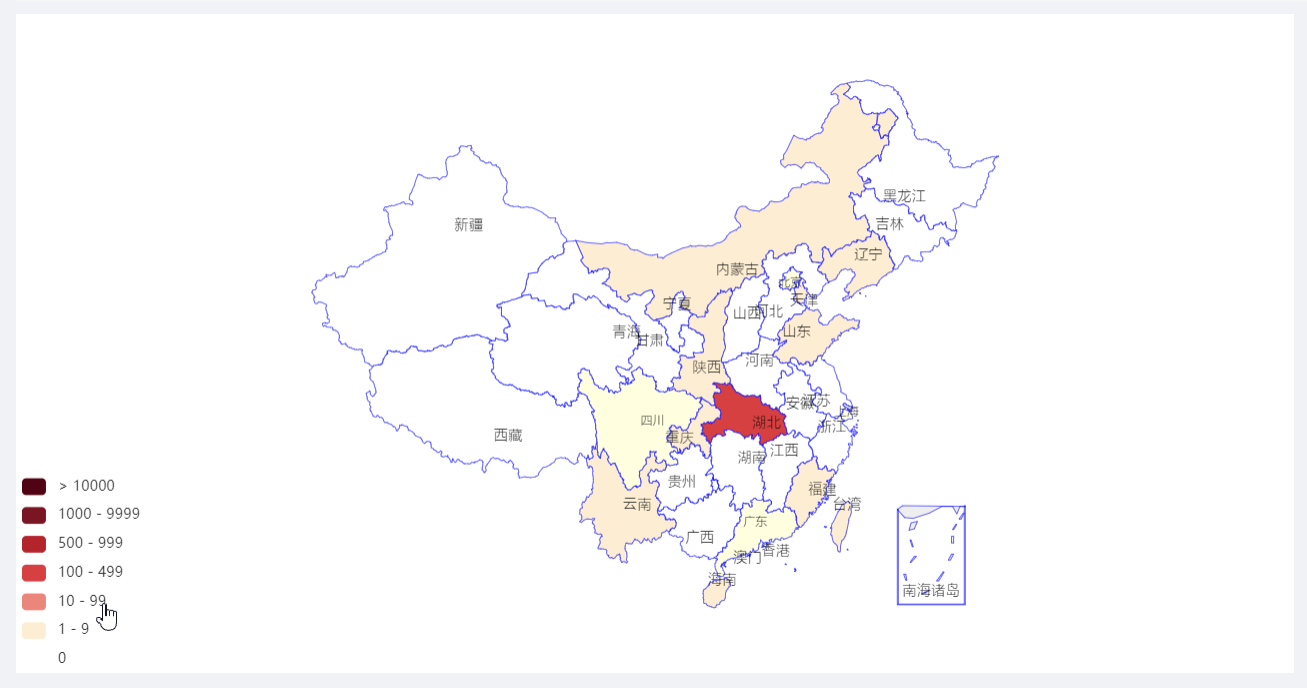 黑龙江
新疆
吉林
辽宁
内蒙古
北京
天津
宁夏
山西
河北
青海
甘肃
山东
河南
陕西
安徽
江苏
上海
四川
湖北
浙江
重庆
西藏
江西
湖南
贵州
福建
云南
台湾
广东
广西
香港
澳门
海南
南海诸岛
> 10000
1000 - 9999
500 - 999
100 - 499
10 - 99
1 - 9
0